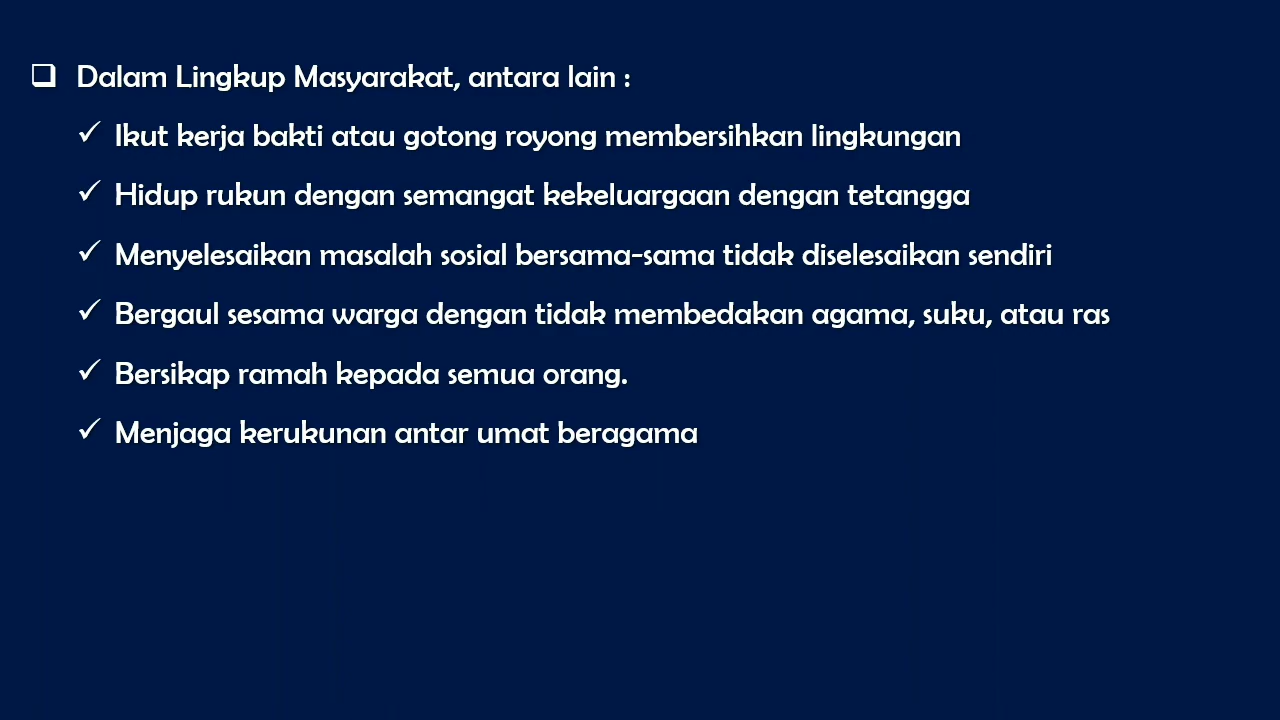 ❑ Dalam Lingkup Masyarakat, antara lain :
✓ Ikut kerja bakti atau gotong royong membersihkan lingkungan
✓ Hidup rukun dengan semangat kekeluargaan dengan tetangga
✓ Menyelesaikan masalah sosial bersama-sama tidak diselesaikan sendiri
✓ Bergaul sesama warga dengan tidak membedakan agama, suku, atau ras
✓ Bersikap ramah kepada semua orang.
✓ Menjaga kerukunan antar umat beragama